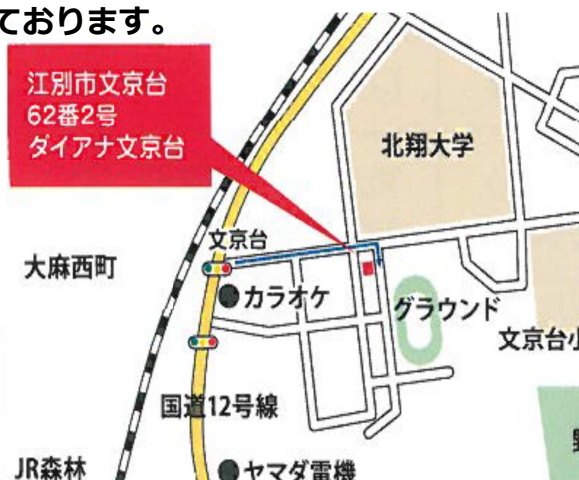 ております。
江別市文京台
62番2号
ダイアナ文京台
北翔大学
文京台
大麻西町
カラオケ
グラウンド
文京台小
国道12号線
JR森林
ヤマダ電機